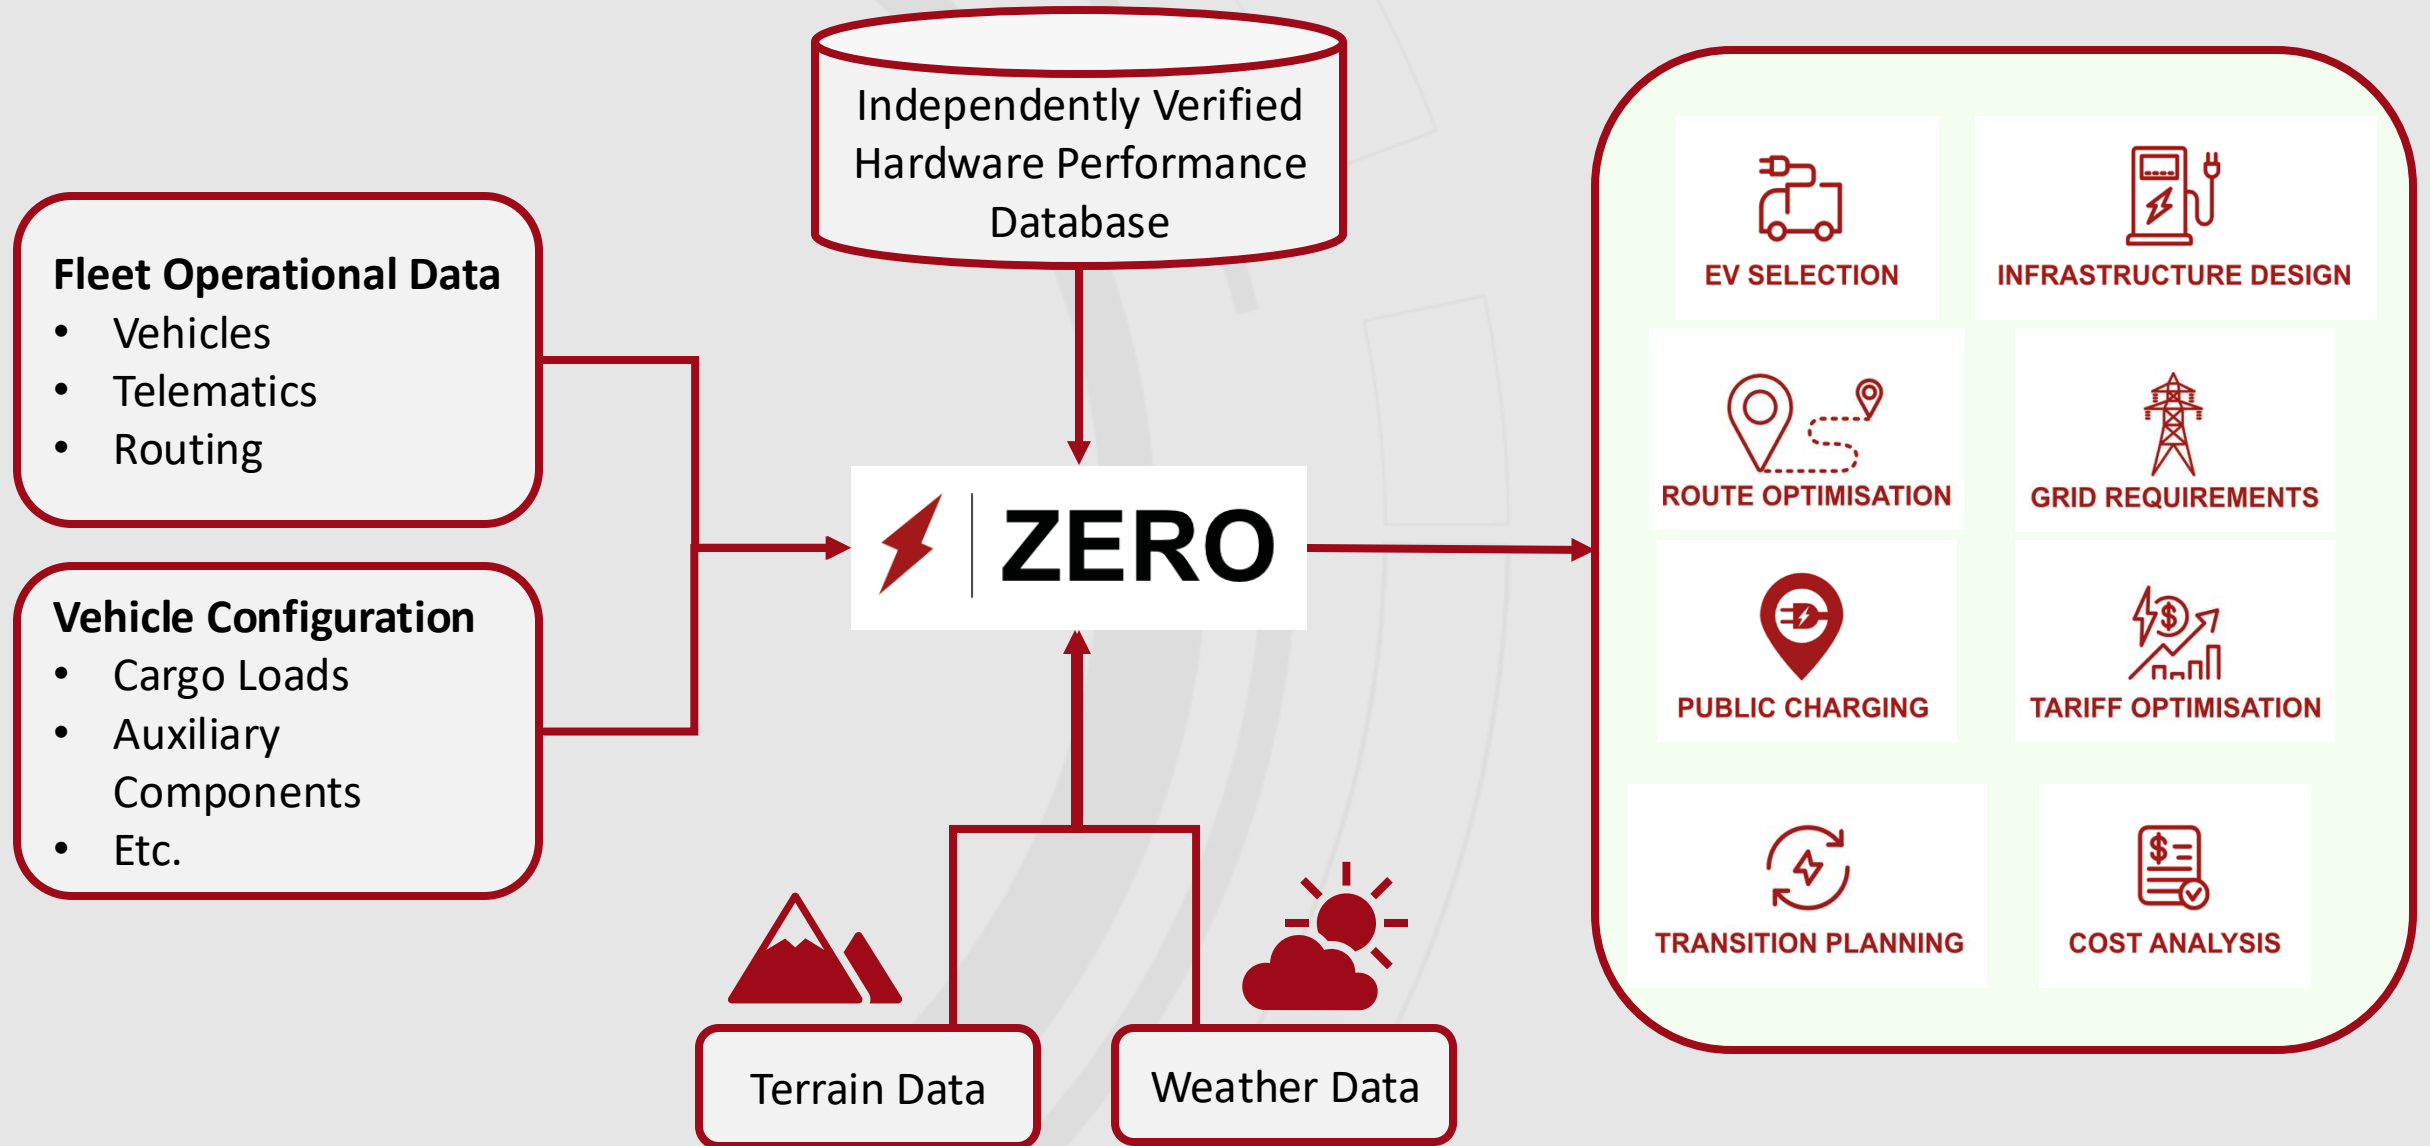 Independently Verified
Hardware Performance
Database
Fleet Operational Data
• Vehicles
• Telematics
• Routing
Vehicle Configuration
• Cargo Loads
• Auxiliary
Components
• Etc.
ZERO
Terrain Data
Weather Data
EV SELECTION
INFRASTRUCTURE DESIGN
ROUTE OPTIMISATION
GRID REQUIREMENTS
PUBLIC CHARGING
TARIFF OPTIMISATION
TRANSITION PLANNING
COST ANALYSIS